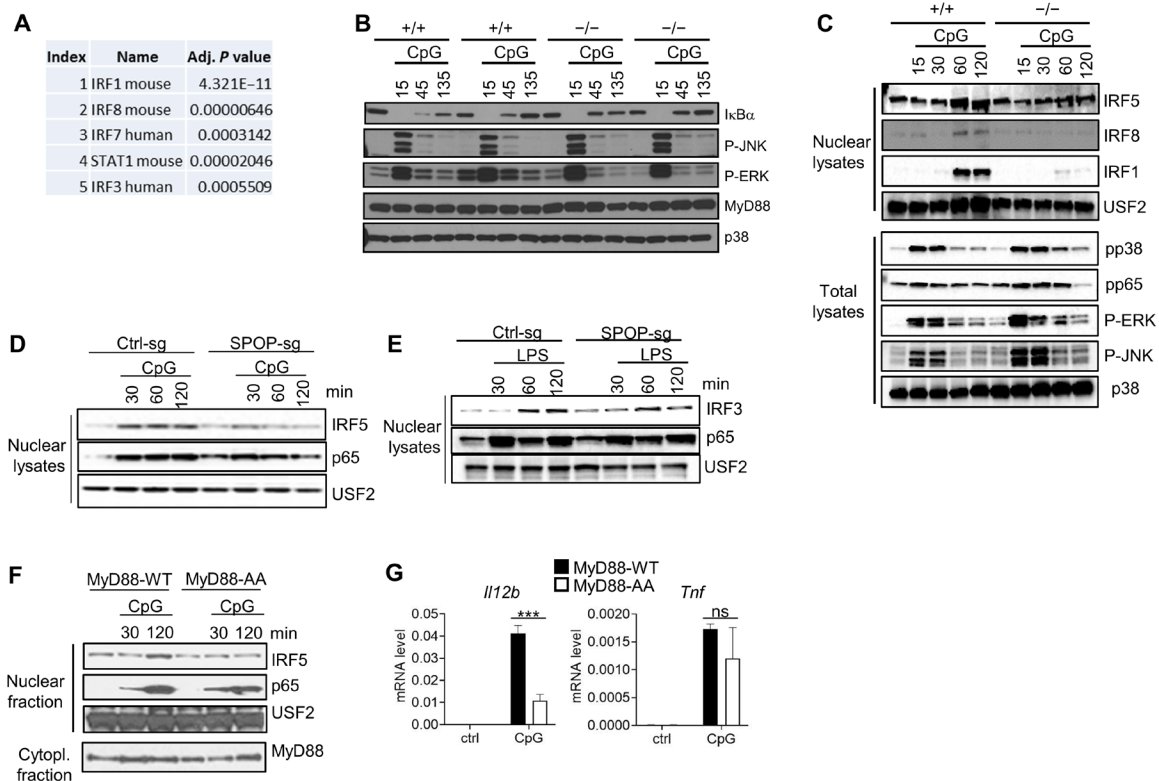 A
Index Name Adj. P value
1 IRF1 mouse 4.321E−11
2 IRF8 mouse 0.00000646
3 IRF7 human 0.0003142
4 STAT1 mouse 0.00002046
5 IRF3 human 0.0005509
B
+/+ +/+ −/− −/−
CpG CpG CpG CpG
15 45 135 15 45 135 15 45 135 15 45 135
IκBα
P-JNK
P-ERK
MyD88
p38
C
+/+ −/−
CpG CpG
15 30 60 120 15 30 60 120
Nuclear lysates
IRF5
IRF8
IRF1
USF2
Total lysates
pp38
pp65
P-ERK
P-JNK
p38
D
Ctrl-sg SPOP-sg
CpG CpG
30 60 120 30 60 120 min
Nuclear lysates
IRF5
p65
USF2
E
Ctrl-sg SPOP-sg
LPS LPS
30 60 120 30 60 120 min
Nuclear lysates
IRF3
p65
USF2
F
MyD88-WT MyD88-AA
CpG CpG
30 120 30 120 min
Nuclear fraction
IRF5
p65
USF2
Cytopl. fraction
MyD88
G
MyD88-WT
MyD88-AA
Il12b
***
mRNA level
0.05
0.04
0.03
0.02
0.01
0.00
ctrl CpG
Tnf
ns
mRNA level
0.0020
0.0015
0.0010
0.0005
0.0000
ctrl CpG